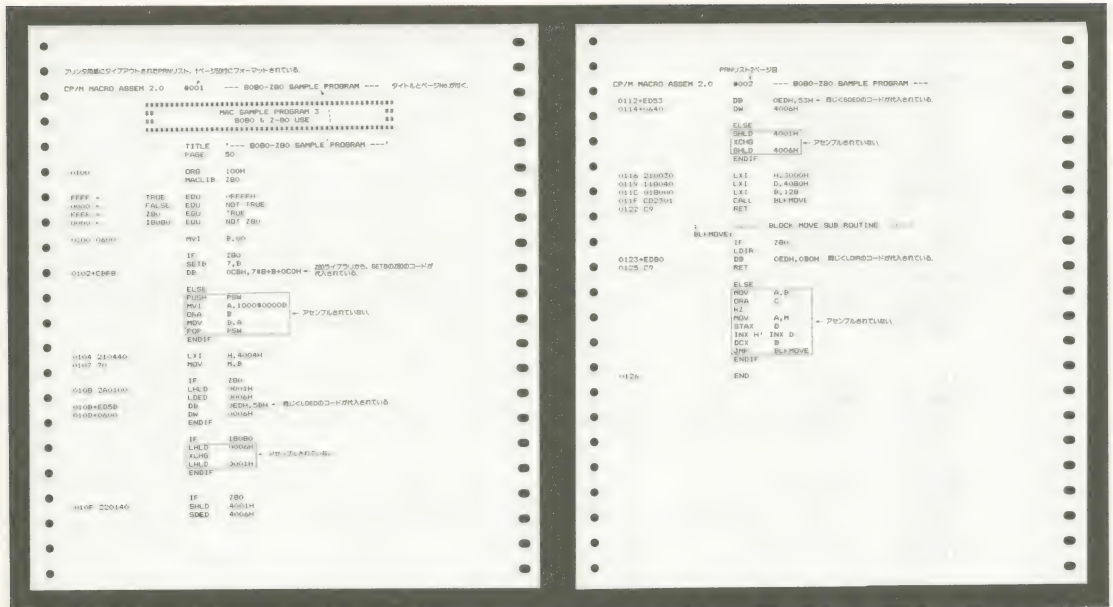 プリンタ用紙にタイプアウトされたPRNリスト、1ページ50行にフォーマットされている。
CP/M MACRO ASSEM 2.0 #001 --- 8080-Z80 SAMPLE PROGRAM --- タイトルとページNo.が付く。
## MAC SAMPLE PROGRAM 3 ##
## 8080 & Z-80 USE ##
TITLE '--- 8080-Z80 SAMPLE PROGRAM ---'
PAGE 50
0100 ORG 100H
MACLIB Z80
FFFF = TRUE EQU 0FFFFH
0000 = FALSE EQU NOT TRUE
FFFF = Z80 EQU TRUE
0000 = I8080 EQU NOT Z80
0100 0600 MVI B,00
IF Z80
SETB 7,B
0102+CBF8 DB 0CBH,7*8+B+0C0H ← Z80ライブラリから、SETBのZ80のコードが
代入されている。
ELSE
PUSH PSW
MVI A,1000$0000B
ORA B ← アセンブルされていない。
MOV B,A
POP PSW
ENDIF
0104 210440 LXI H,4004H
0107 70 MOV M,B
IF Z80
0108 2A0100 LHLD 0001H
LDED 0006H
010B+ED5B DB 0EDH,5BH ← 同じくLDEDのコードが代入されている
010D+0600 DW 0006H
ENDIF
IF I8080
LHLD 0006H
XCHG ← アセンブルされていない。
LHLD 0001H
ENDIF
IF Z80
010F 220140 SHLD 4001H
SDED 4006H
PRNリスト2ページ目
CP/M MACRO ASSEM 2.0 #002 --- 8080-Z80 SAMPLE PROGRAM ---
0112+ED53 DB 0EDH,53H ← 同じくSDEDのコードが代入されている.
0114+0640 DW 4006H
ELSE
SHLD 4001H
XCHG ← アセンブルされていない.
SHLD 4006H
ENDIF
0116 210030 LXI H,3000H
0119 118040 LXI D,4080H
011C 018000 LXI B,128
011F CD2301 CALL BLKMOVE
0122 C9 RET
; BLOCK MOVE SUB ROUTINE
BLKMOVE:
IF Z80
LDIR
0123+EDB0 DB 0EDH,0B0H 同じくLDIRのコードが代入されている.
0125 C9 RET
ELSE
MOV A,B
ORA C
RZ
MOV A,M ← アセンブルされていない.
STAX D
INX H! INX D
DCX B
JMP BLKMOVE
ENDIF
0126 END